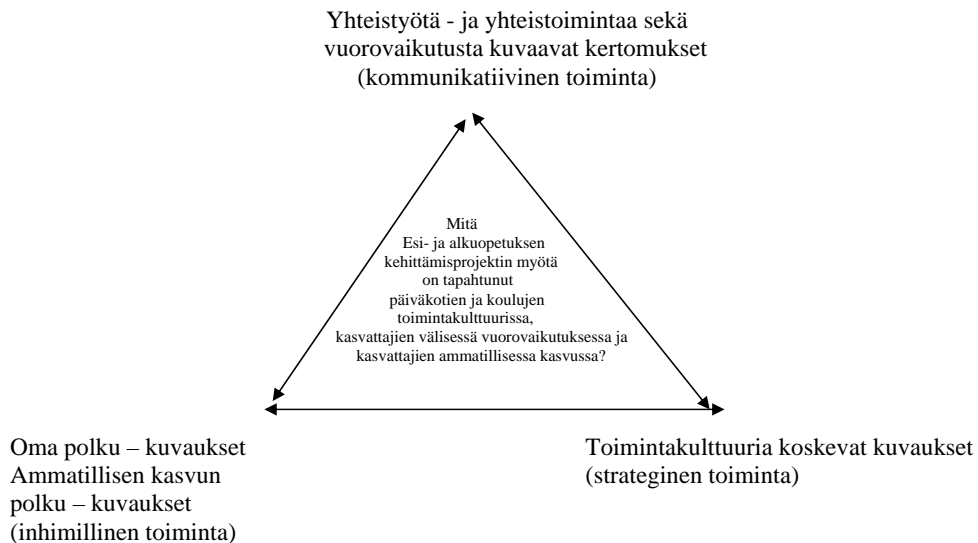 Yhteistyötä - ja yhteistoimintaa sekä
vuorovaikutusta kuvaavat kertomukset
(kommunikatiivinen toiminta)
Mitä
Esi- ja alkuopetuksen
kehittämisprojektin myötä
on tapahtunut
päiväkotien ja koulujen
toimintakulttuurissa,
kasvattajien välisessä vuorovaikutuksessa ja
kasvattajien ammatillisessa kasvussa?
Oma polku – kuvaukset
Ammatillisen kasvun
polku – kuvaukset
(inhimillinen toiminta)
Toimintakulttuuria koskevat kuvaukset
(strateginen toiminta)